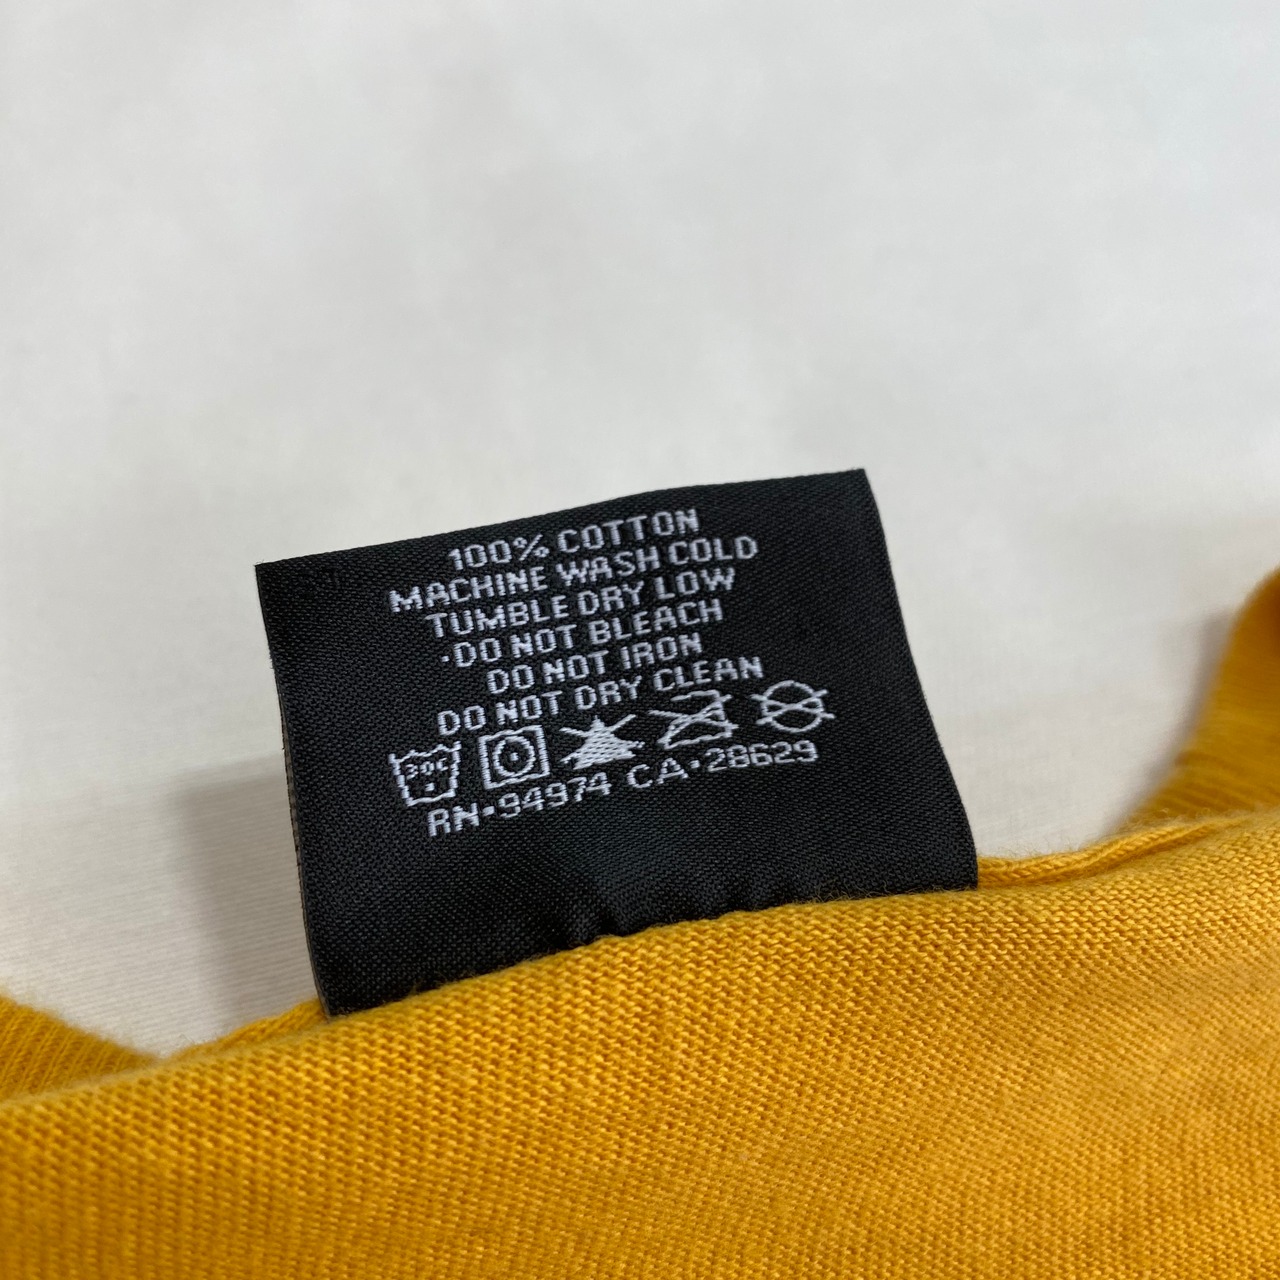 100% COTTON
MACHINE WASH COLD
TUMBLE DRY LOW
·DO NOT BLEACH
DO NOT IRON
DO NOT DRY CLEAN
30C
RN·94974 CA·28629